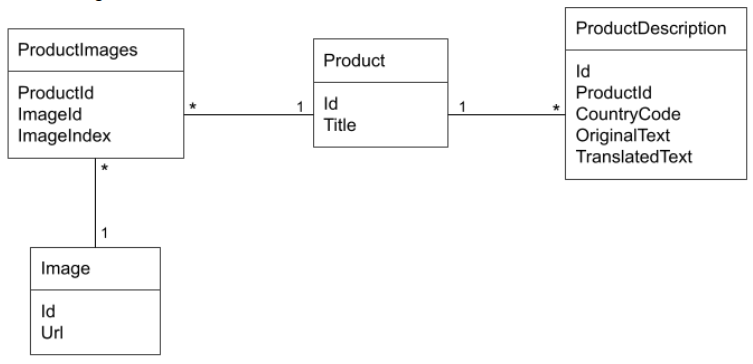 ProductImages
ProductId
ImageId
ImageIndex
*
1
Product
Id
Title
1
*
ProductDescription
Id
ProductId
CountryCode
OriginalText
TranslatedText
*
1
Image
Id
Url